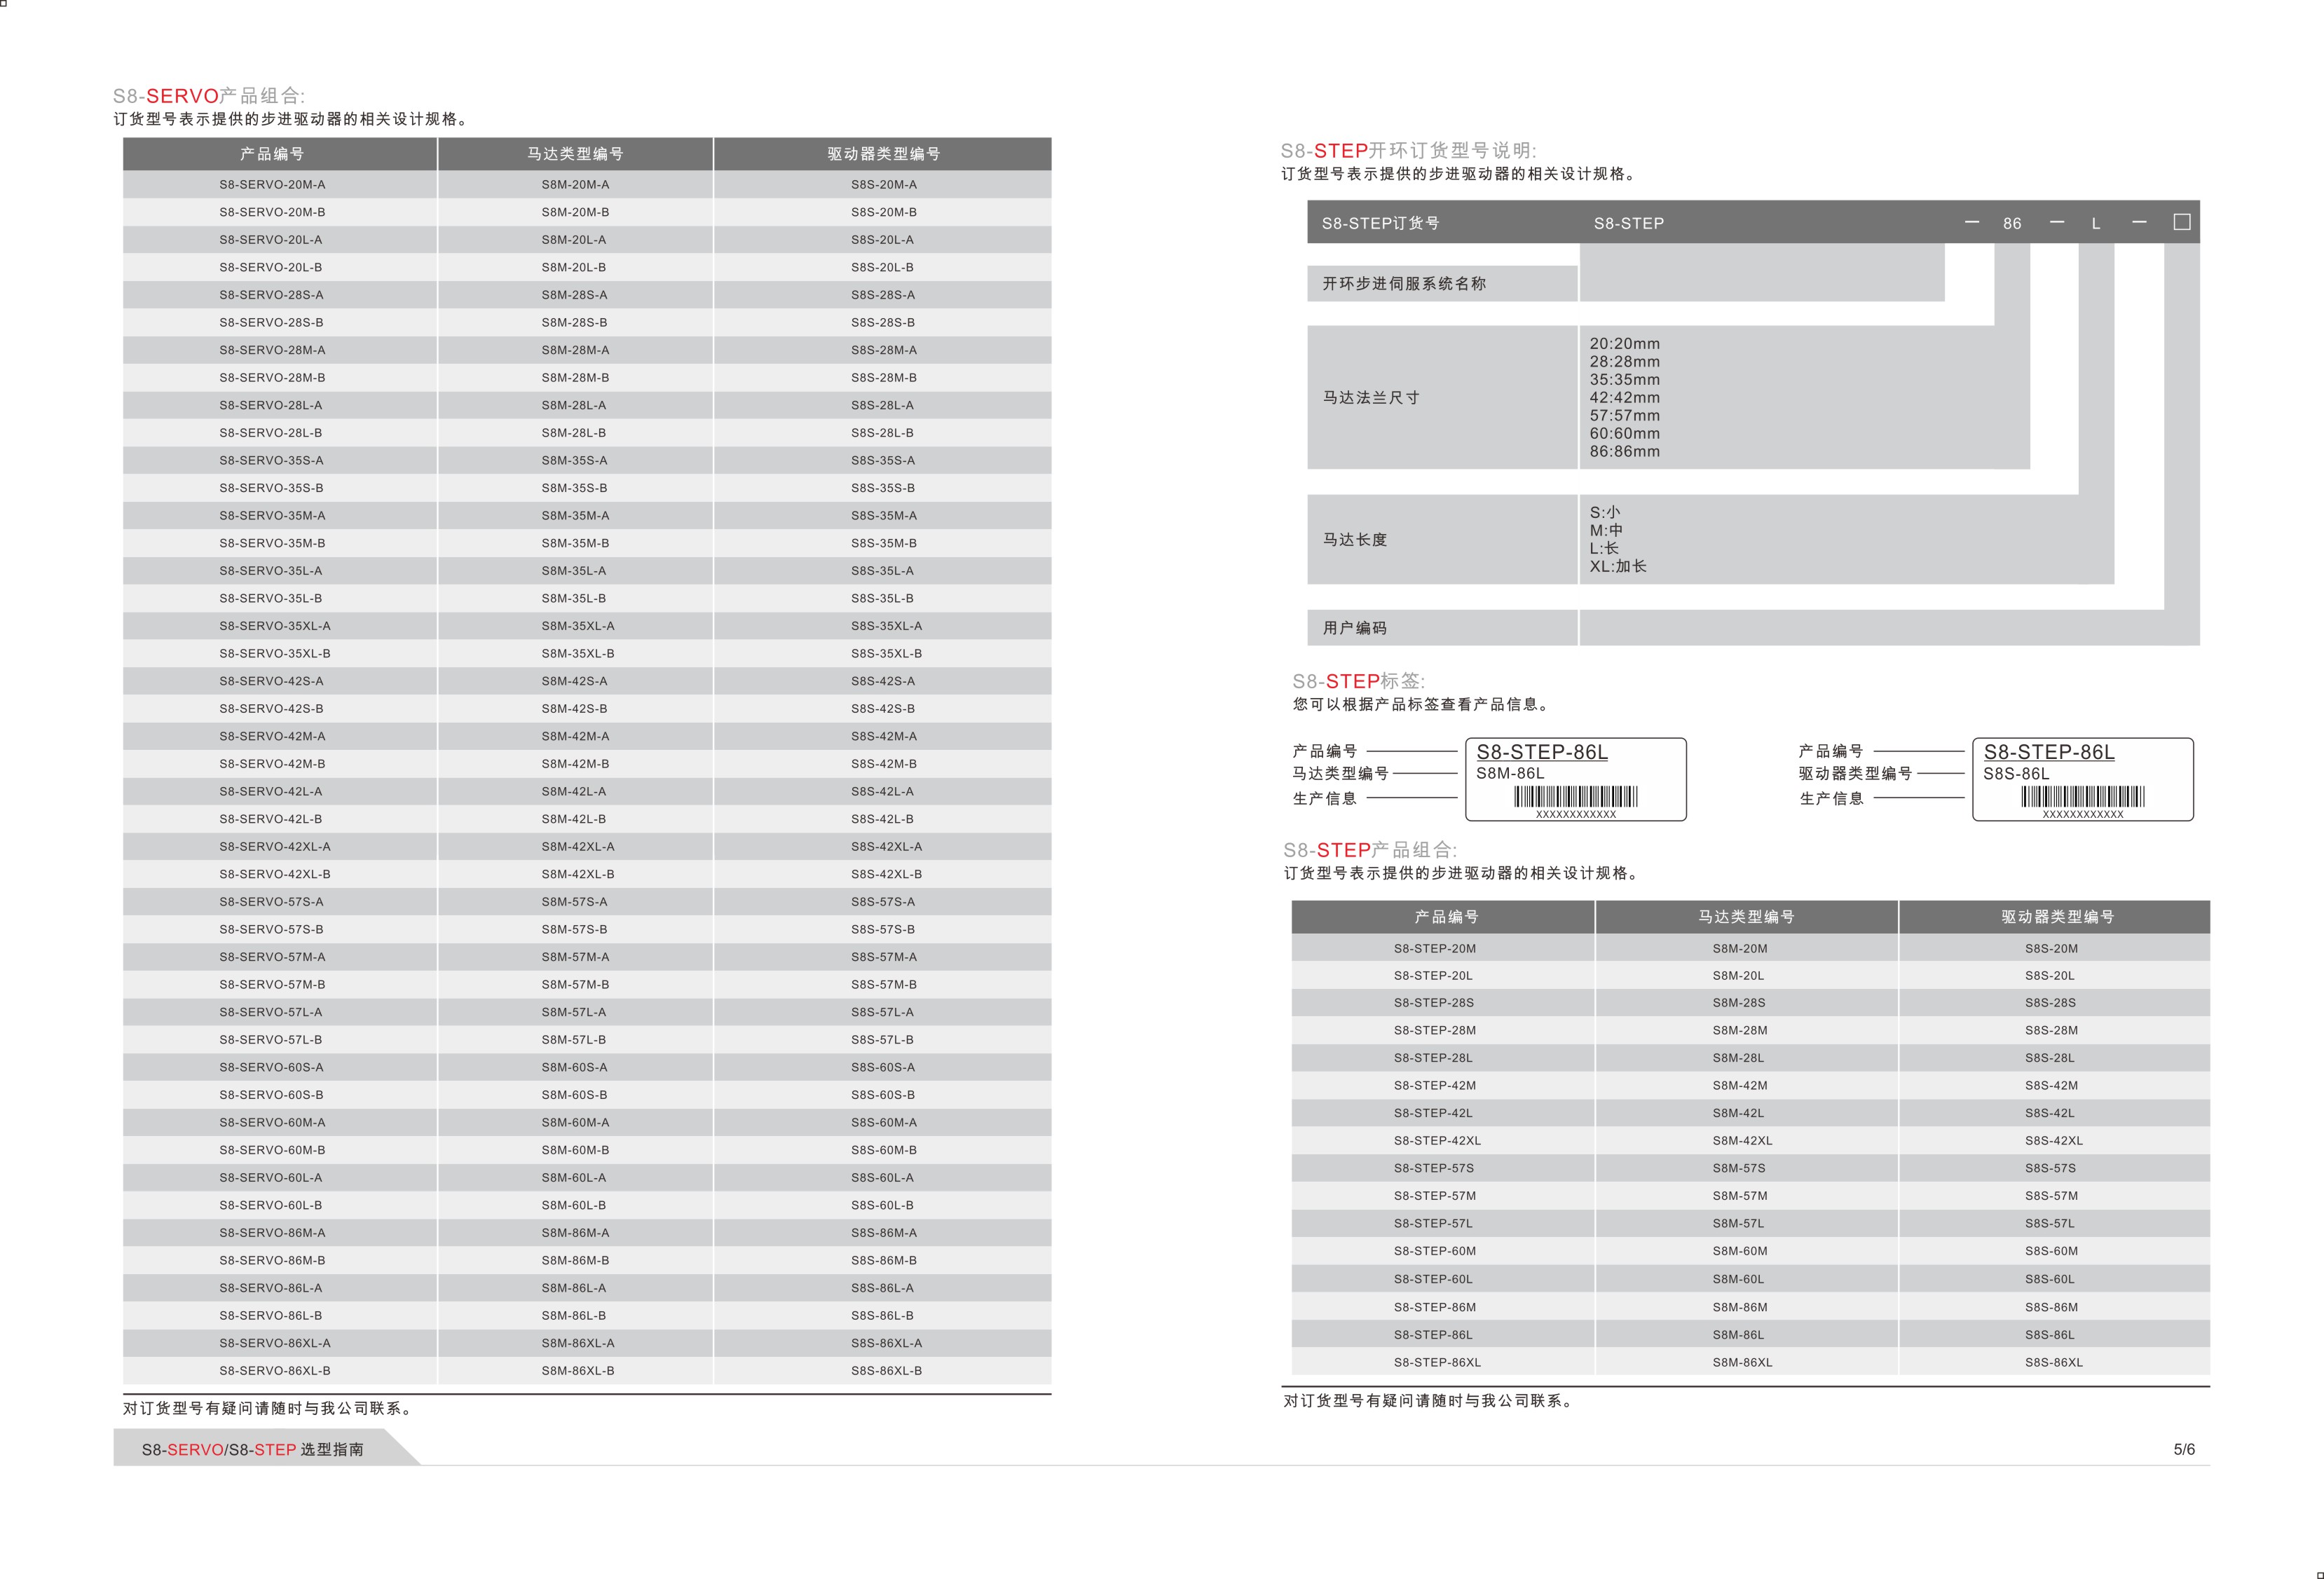 S8-SERVO产品组合:
订货型号表示提供的步进驱动器的相关设计规格。
产品编号 马达类型编号 驱动器类型编号
S8-SERVO-20M-A S8M-20M-A S8S-20M-A
S8-SERVO-20M-B S8M-20M-B S8S-20M-B
S8-SERVO-20L-A S8M-20L-A S8S-20L-A
S8-SERVO-20L-B S8M-20L-B S8S-20L-B
S8-SERVO-28S-A S8M-28S-A S8S-28S-A
S8-SERVO-28S-B S8M-28S-B S8S-28S-B
S8-SERVO-28M-A S8M-28M-A S8S-28M-A
S8-SERVO-28M-B S8M-28M-B S8S-28M-B
S8-SERVO-28L-A S8M-28L-A S8S-28L-A
S8-SERVO-28L-B S8M-28L-B S8S-28L-B
S8-SERVO-35S-A S8M-35S-A S8S-35S-A
S8-SERVO-35S-B S8M-35S-B S8S-35S-B
S8-SERVO-35M-A S8M-35M-A S8S-35M-A
S8-SERVO-35M-B S8M-35M-B S8S-35M-B
S8-SERVO-35L-A S8M-35L-A S8S-35L-A
S8-SERVO-35L-B S8M-35L-B S8S-35L-B
S8-SERVO-35XL-A S8M-35XL-A S8S-35XL-A
S8-SERVO-35XL-B S8M-35XL-B S8S-35XL-B
S8-SERVO-42S-A S8M-42S-A S8S-42S-A
S8-SERVO-42S-B S8M-42S-B S8S-42S-B
S8-SERVO-42M-A S8M-42M-A S8S-42M-A
S8-SERVO-42M-B S8M-42M-B S8S-42M-B
S8-SERVO-42L-A S8M-42L-A S8S-42L-A
S8-SERVO-42L-B S8M-42L-B S8S-42L-B
S8-SERVO-42XL-A S8M-42XL-A S8S-42XL-A
S8-SERVO-42XL-B S8M-42XL-B S8S-42XL-B
S8-SERVO-57S-A S8M-57S-A S8S-57S-A
S8-SERVO-57S-B S8M-57S-B S8S-57S-B
S8-SERVO-57M-A S8M-57M-A S8S-57M-A
S8-SERVO-57M-B S8M-57M-B S8S-57M-B
S8-SERVO-57L-A S8M-57L-A S8S-57L-A
S8-SERVO-57L-B S8M-57L-B S8S-57L-B
S8-SERVO-60S-A S8M-60S-A S8S-60S-A
S8-SERVO-60S-B S8M-60S-B S8S-60S-B
S8-SERVO-60M-A S8M-60M-A S8S-60M-A
S8-SERVO-60M-B S8M-60M-B S8S-60M-B
S8-SERVO-60L-A S8M-60L-A S8S-60L-A
S8-SERVO-60L-B S8M-60L-B S8S-60L-B
S8-SERVO-86M-A S8M-86M-A S8S-86M-A
S8-SERVO-86M-B S8M-86M-B S8S-86M-B
S8-SERVO-86L-A S8M-86L-A S8S-86L-A
S8-SERVO-86L-B S8M-86L-B S8S-86L-B
S8-SERVO-86XL-A S8M-86XL-A S8S-86XL-A
S8-SERVO-86XL-B S8M-86XL-B S8S-86XL-B
对订货型号有疑问请随时与我公司联系。
S8-SERVO/S8-STEP 选型指南
S8-STEP开环订货型号说明:
订货型号表示提供的步进驱动器的相关设计规格。
S8-STEP订货号 S8-STEP — 86 — L — □
开环步进伺服系统名称
马达法兰尺寸
20:20mm
28:28mm
35:35mm
42:42mm
57:57mm
60:60mm
86:86mm
马达长度
S:小
M:中
L:长
XL:加长
用户编码
S8-STEP标签:
您可以根据产品标签查看产品信息。
产品编号 S8-STEP-86L
马达类型编号 S8M-86L
生产信息
XXXXXXXXXXXX
产品编号 S8-STEP-86L
驱动器类型编号 S8S-86L
生产信息
XXXXXXXXXXXX
S8-STEP产品组合:
订货型号表示提供的步进驱动器的相关设计规格。
产品编号 马达类型编号 驱动器类型编号
S8-STEP-20M S8M-20M S8S-20M
S8-STEP-20L S8M-20L S8S-20L
S8-STEP-28S S8M-28S S8S-28S
S8-STEP-28M S8M-28M S8S-28M
S8-STEP-28L S8M-28L S8S-28L
S8-STEP-42M S8M-42M S8S-42M
S8-STEP-42L S8M-42L S8S-42L
S8-STEP-42XL S8M-42XL S8S-42XL
S8-STEP-57S S8M-57S S8S-57S
S8-STEP-57M S8M-57M S8S-57M
S8-STEP-57L S8M-57L S8S-57L
S8-STEP-60M S8M-60M S8S-60M
S8-STEP-60L S8M-60L S8S-60L
S8-STEP-86M S8M-86M S8S-86M
S8-STEP-86L S8M-86L S8S-86L
S8-STEP-86XL S8M-86XL S8S-86XL
对订货型号有疑问请随时与我公司联系。
5/6